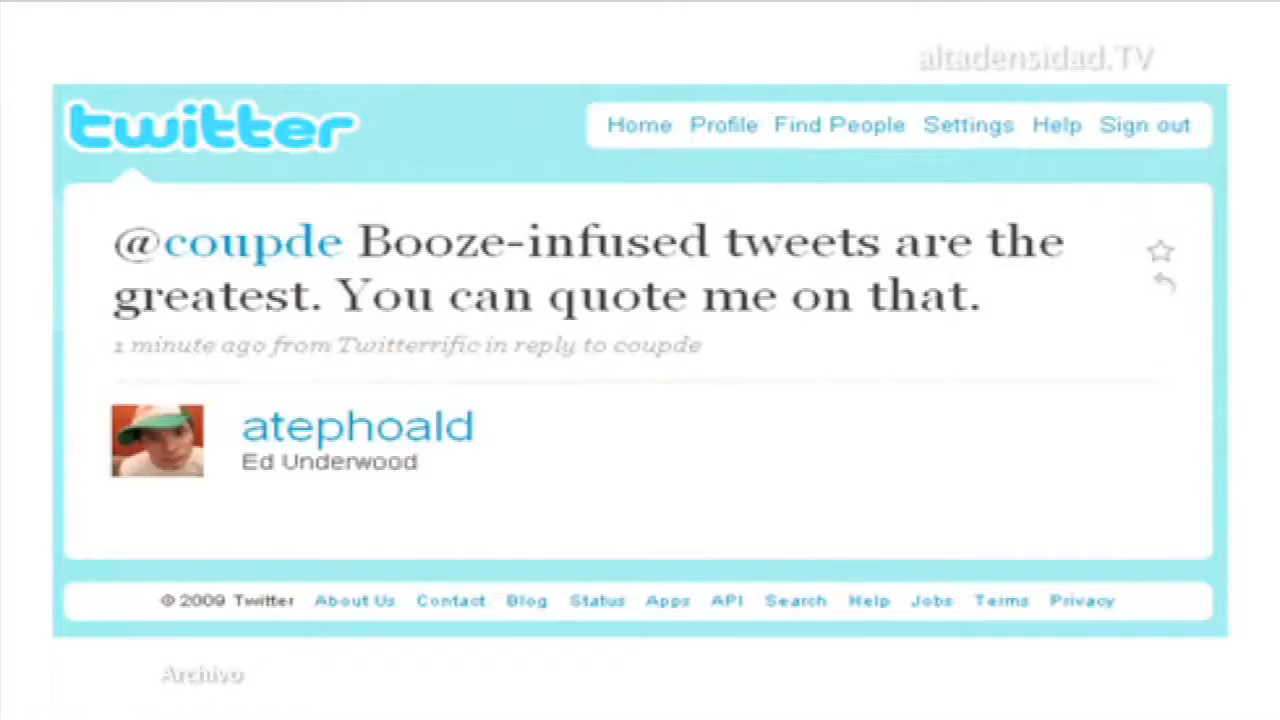 altadensidad.TV
twitter
Home Profile Find People Settings Help Sign out
@coupde Booze-infused tweets are the
greatest. You can quote me on that.
1 minute ago from Twitterrific in reply to coupde
atephoald
Ed Underwood
© 2009 Twitter About Us Contact Blog Status Apps API Search Help Jobs Terms Privacy
Archivo